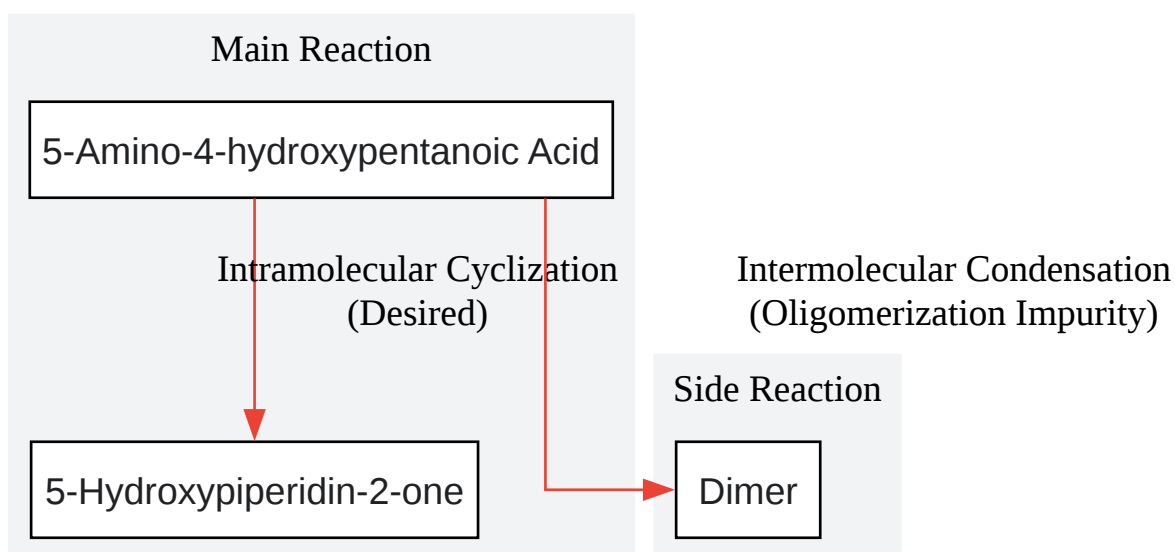 Main Reaction
5-Amino-4-hydroxypentanoic Acid
Intramolecular Cyclization
(Desired)
Intermolecular Condensation
(Oligomerization Impurity)
Side Reaction
5-Hydroxypiperidin-2-one
Dimer